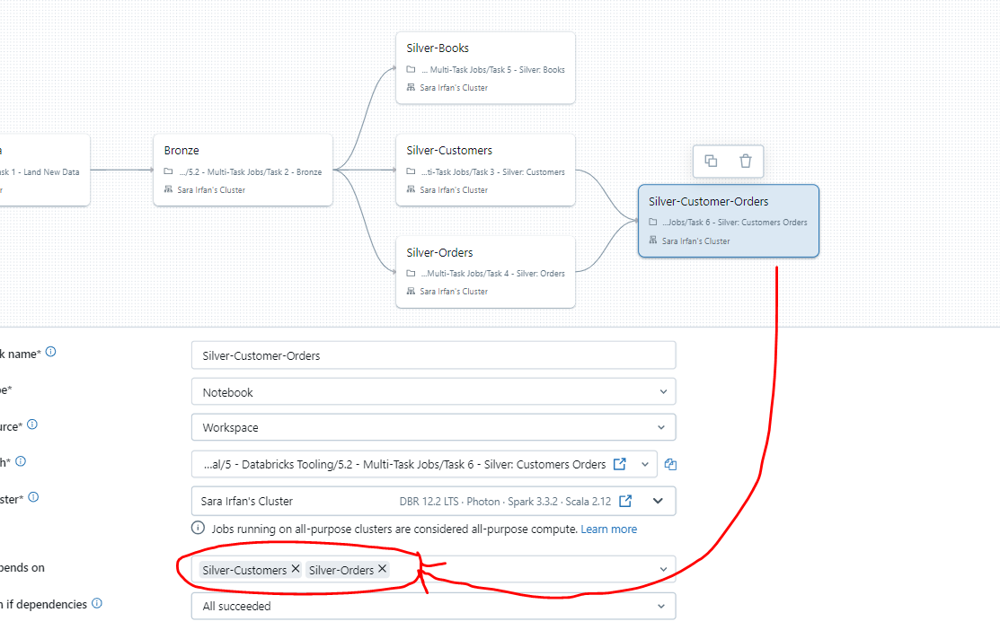 Silver-Books
... Multi-Task Jobs/Task 5 - Silver: Books
Sara Irfan's Cluster
sk 1 - Land New Data
Bronze
.../5.2 - Multi-Task Jobs/Task 2 - Bronze
Sara Irfan's Cluster
Silver-Customers
...ti-Task Jobs/Task 3 - Silver: Customers
Sara Irfan's Cluster
Silver-Orders
...Multi-Task Jobs/Task 4 - Silver: Orders
Sara Irfan's Cluster
Silver-Customer-Orders
...Jobs/Task 6 - Silver: Customers Orders
Sara Irfan's Cluster
k name* Silver-Customer-Orders
pe* Notebook
urce* Workspace
h* ...al/5 - Databricks Tooling/5.2 - Multi-Task Jobs/Task 6 - Silver: Customers Orders
ster* Sara Irfan's Cluster DBR 12.2 LTS · Photon · Spark 3.3.2 · Scala 2.12
Jobs running on all-purpose clusters are considered all-purpose compute. Learn more
pends on Silver-Customers Silver-Orders
n if dependencies All succeeded